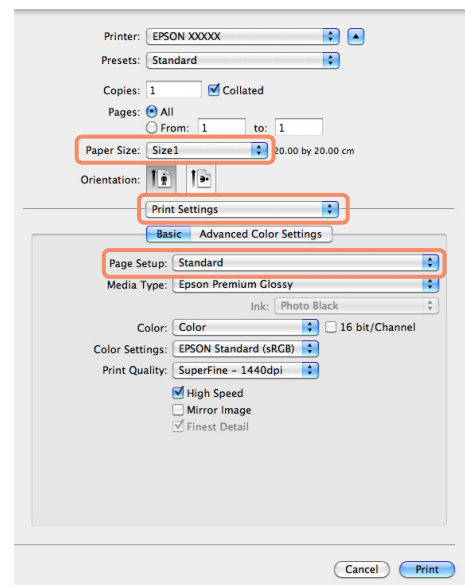 Printer: EPSON XXXXX
Presets: Standard
Copies: 1 Collated
Pages: All
From: 1 to: 1
Paper Size: Size1 20.00 by 20.00 cm
Orientation:
Print Settings
Basic Advanced Color Settings
Page Setup: Standard
Media Type: Epson Premium Glossy
Ink: Photo Black
Color: Color 16 bit/Channel
Color Settings: EPSON Standard (sRGB)
Print Quality: SuperFine – 1440dpi
High Speed
Mirror Image
Finest Detail
Cancel Print